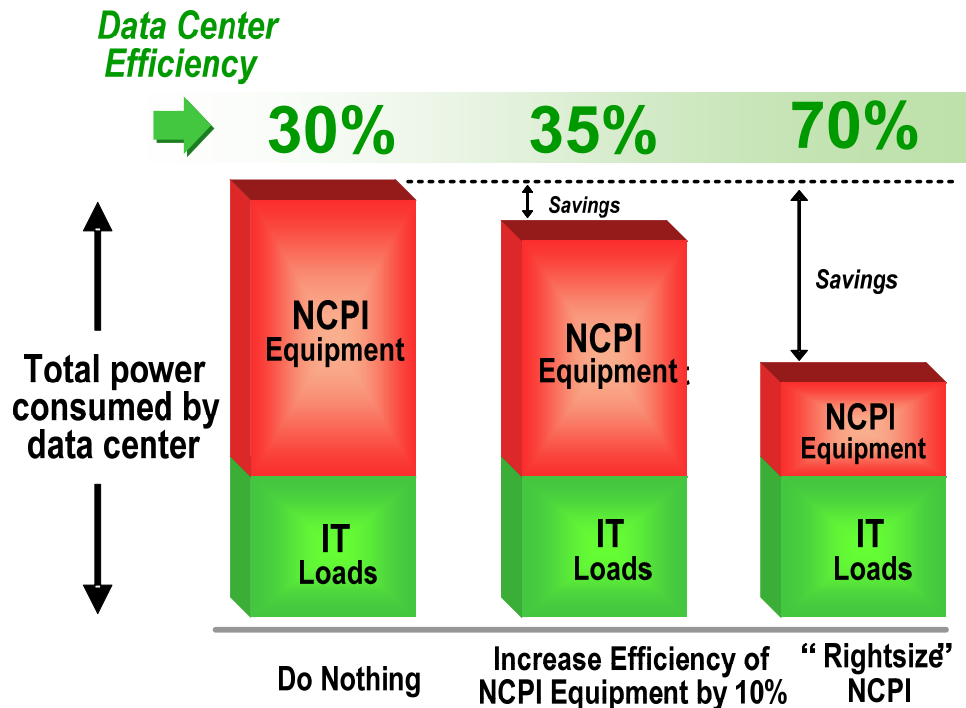 Data Center
Efficiency
30%
35%
70%
Savings
Savings
Total power
consumed by
data center
NCPI
Equipment
NCPI
Equipment
NCPI
Equipment
IT
Loads
IT
Loads
IT
Loads
Do Nothing
Increase Efficiency of
NCPI Equipment by 10%
“ Rightsize”
NCPI